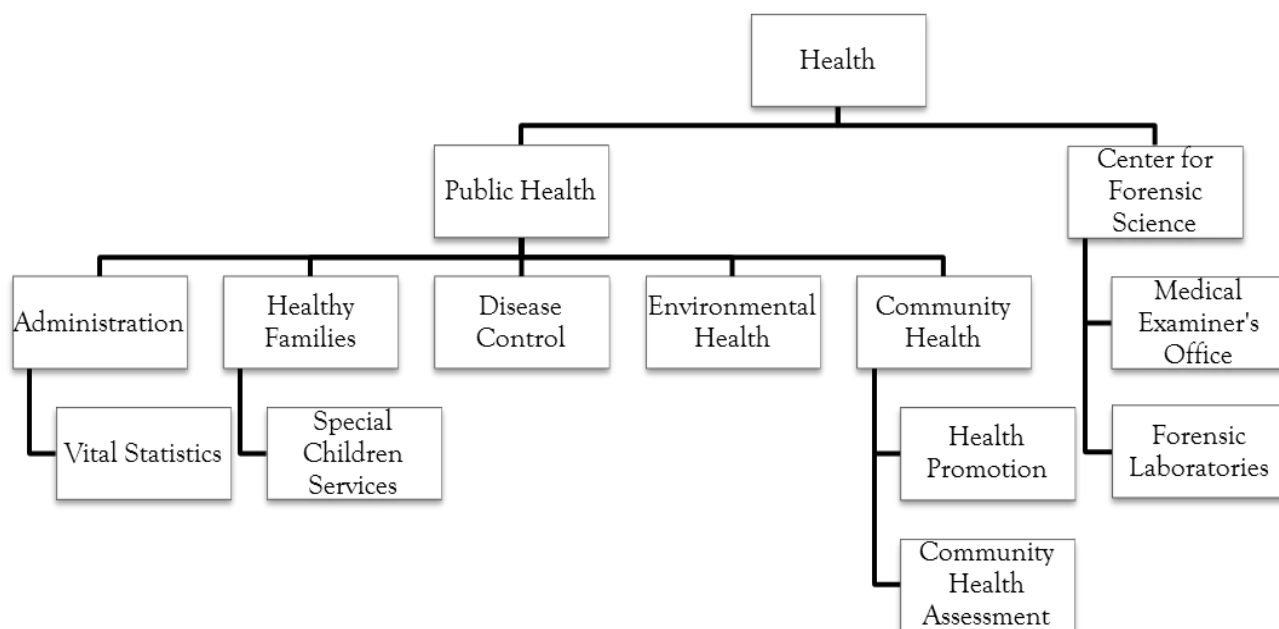 Health
Public Health
Center for
Forensic
Science
Administration
Healthy
Families
Disease
Control
Environmental
Health
Community
Health
Medical
Examiner's
Office
Vital Statistics
Special
Children
Services
Health
Promotion
Forensic
Laboratories
Community
Health
Assessment